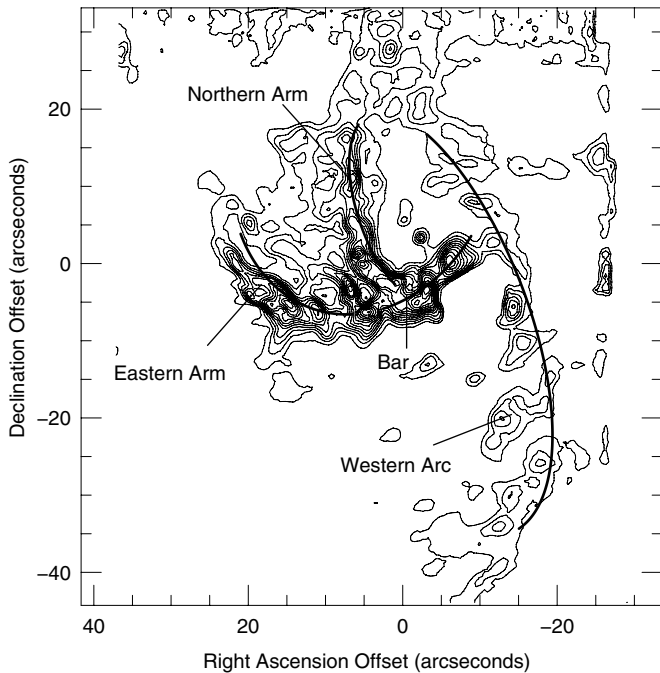 Northern Arm
Eastern Arm
Bar
Western Arc
Declination Offset (arcseconds)
20
0
−20
−40
40
20
0
−20
Right Ascension Offset (arcseconds)